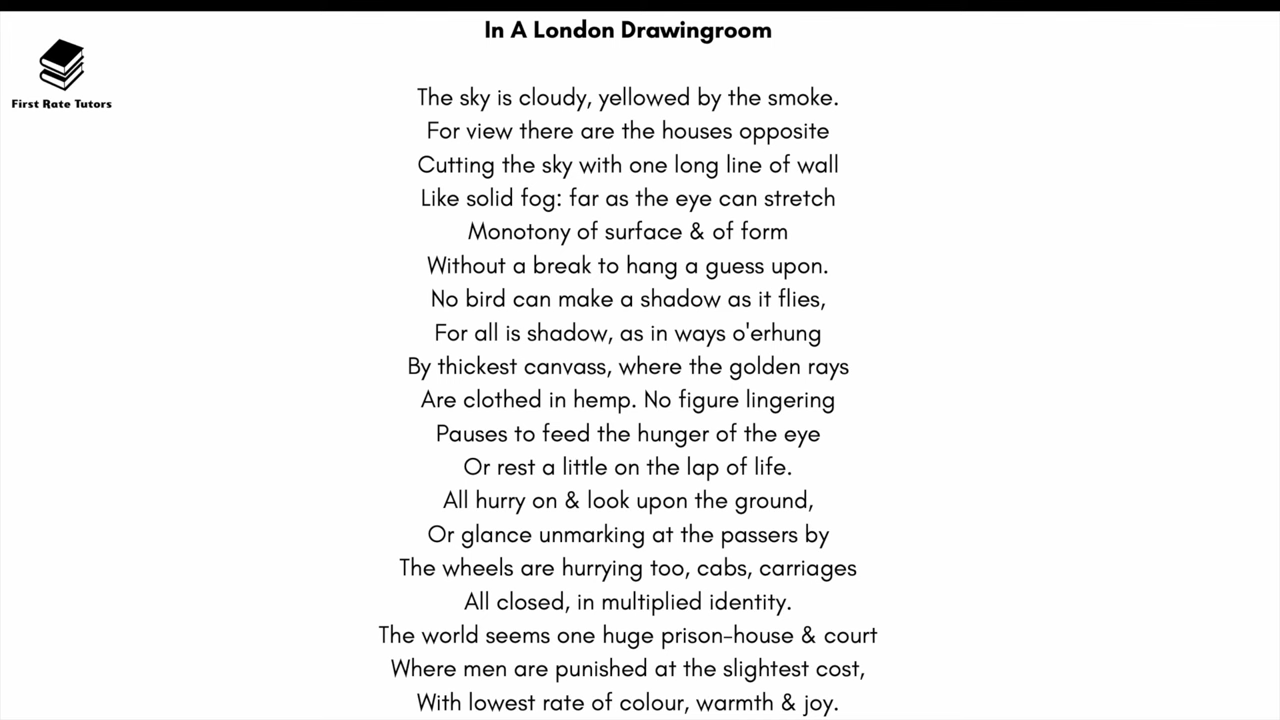 In A London Drawingroom
First Rate Tutors
The sky is cloudy, yellowed by the smoke.
For view there are the houses opposite
Cutting the sky with one long line of wall
Like solid fog: far as the eye can stretch
Monotony of surface & of form
Without a break to hang a guess upon.
No bird can make a shadow as it flies,
For all is shadow, as in ways o'erhung
By thickest canvass, where the golden rays
Are clothed in hemp. No figure lingering
Pauses to feed the hunger of the eye
Or rest a little on the lap of life.
All hurry on & look upon the ground,
Or glance unmarking at the passers by
The wheels are hurrying too, cabs, carriages
All closed, in multiplied identity.
The world seems one huge prison-house & court
Where men are punished at the slightest cost,
With lowest rate of colour, warmth & joy.